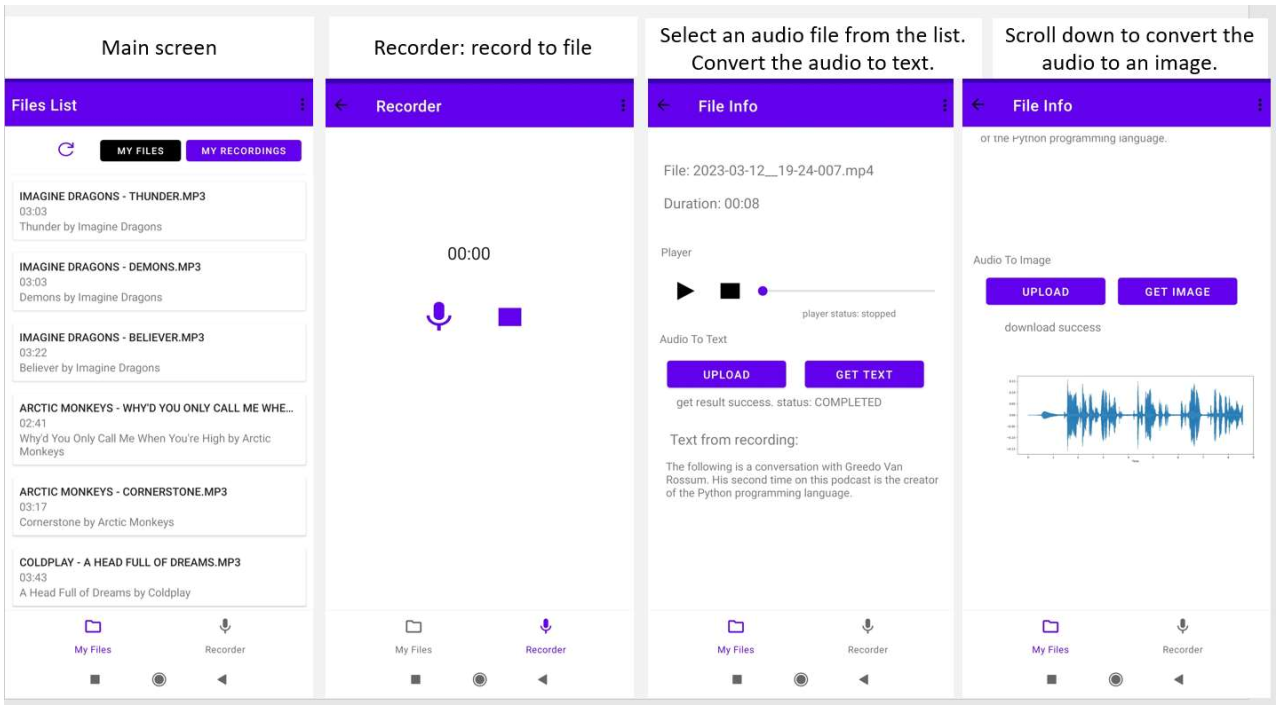 Main screen
Files List
MY FILES
MY RECORDINGS
IMAGINE DRAGONS - THUNDER.MP3
03:03
Thunder by Imagine Dragons
IMAGINE DRAGONS - DEMONS.MP3
03:03
Demons by Imagine Dragons
IMAGINE DRAGONS - BELIEVER.MP3
03:22
Believer by Imagine Dragons
ARCTIC MONKEYS - WHY'D YOU ONLY CALL ME WHE...
02:41
Why'd You Only Call Me When You're High by Arctic
Monkeys
ARCTIC MONKEYS - CORNERSTONE.MP3
03:17
Cornerstone by Arctic Monkeys
COLDPLAY - A HEAD FULL OF DREAMS.MP3
03:43
A Head Full of Dreams by Coldplay
My Files
Recorder
Recorder: record to file
Recorder
00:00
My Files
Recorder
Select an audio file from the list.
Convert the audio to text.
File Info
File: 2023-03-12__19-24-007.mp4
Duration: 00:08
Player
player status: stopped
Audio To Text
UPLOAD
GET TEXT
get result success. status: COMPLETED
Text from recording:
The following is a conversation with Greedo Van
Rossum. His second time on this podcast is the creator
of the Python programming language.
My Files
Recorder
Scroll down to convert the
audio to an image.
File Info
of the Python programming language.
Audio To Image
UPLOAD
GET IMAGE
download success
My Files
Recorder